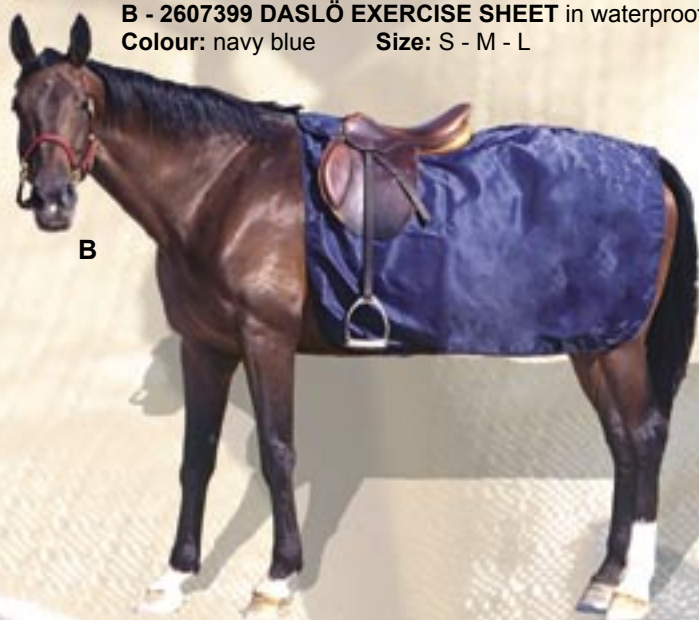 B - 2607399 DASLÖ EXERCISE SHEET in waterproof
Colour: navy blue Size: S - M - L
B